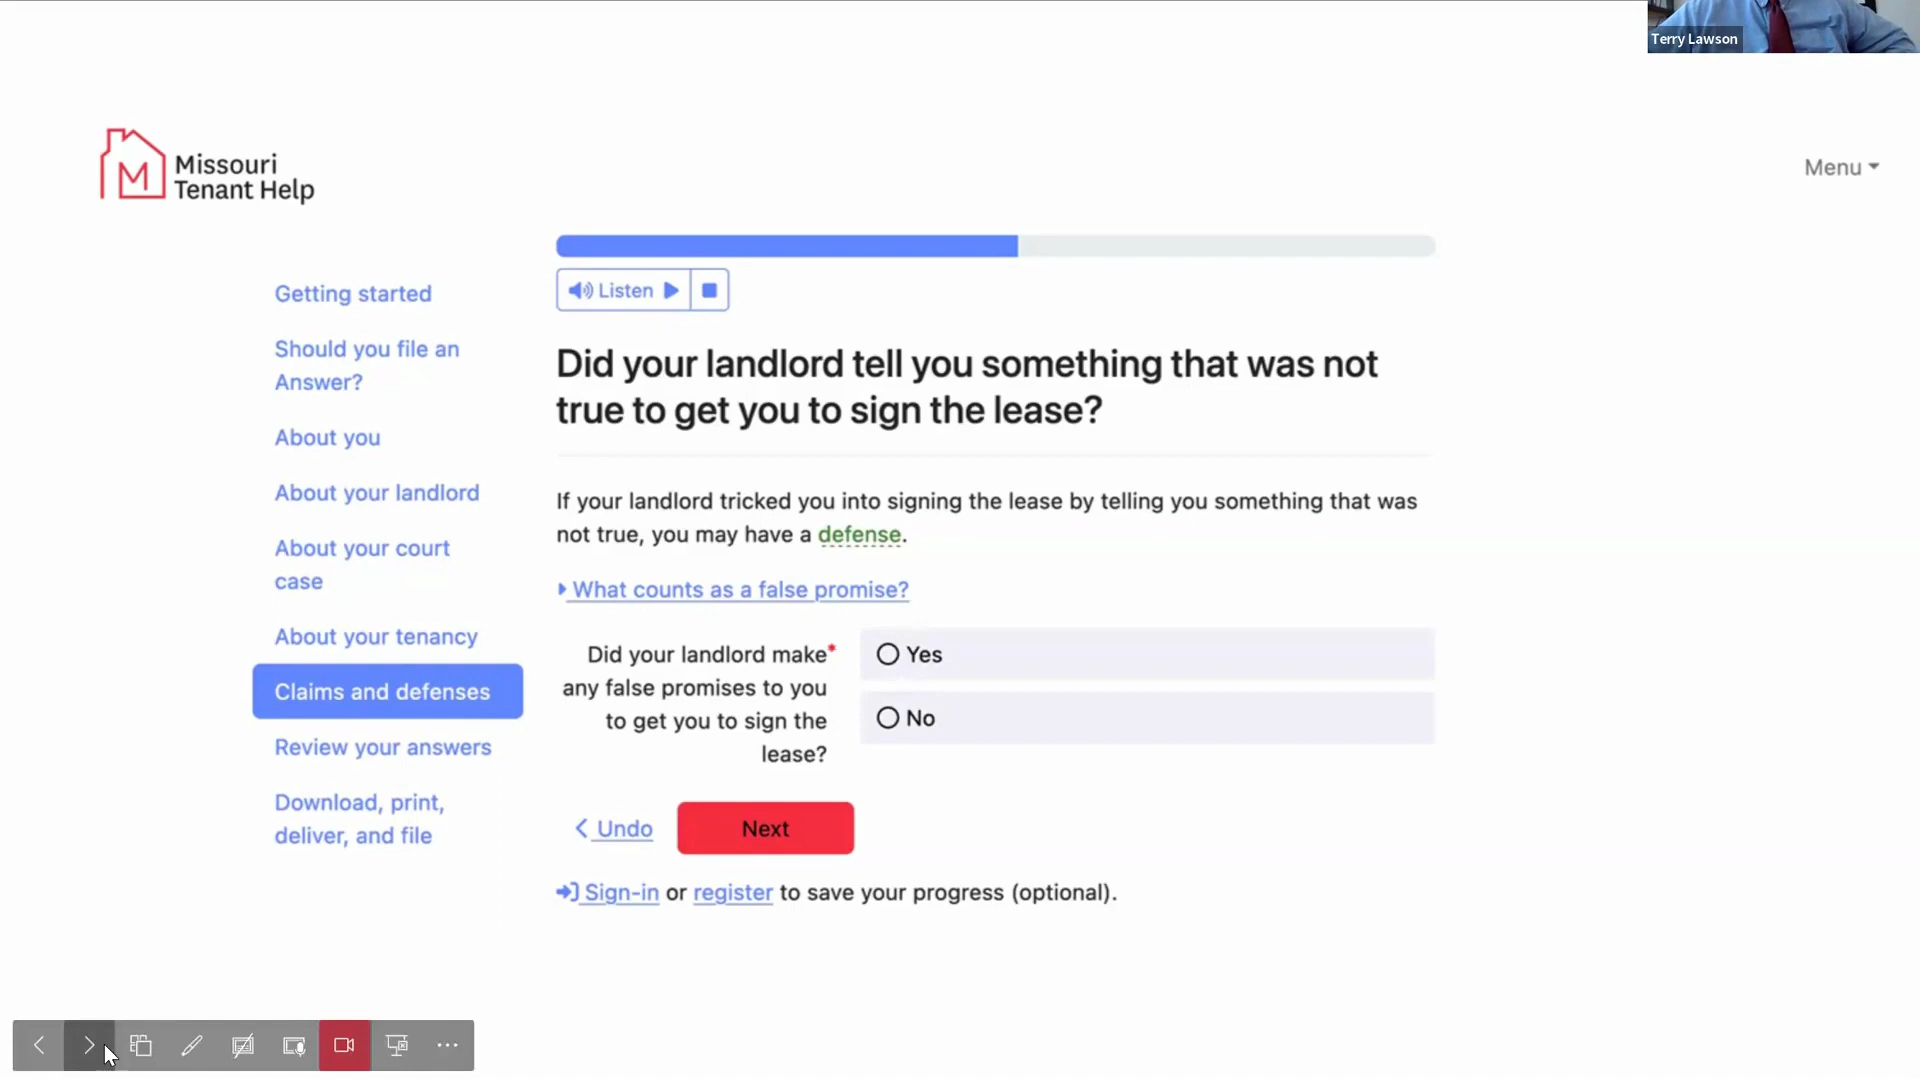 Terry Lawson
M
Missouri
Tenant Help
Menu
Listen
Getting started
Should you file an
Answer?
About you
About your landlord
About your court
case
About your tenancy
Claims and defenses
Review your answers
Download, print,
deliver, and file
Did your landlord tell you something that was not
true to get you to sign the lease?
If your landlord tricked you into signing the lease by telling you something that was
not true, you may have a defense.
What counts as a false promise?
Did your landlord make*
any false promises to you
to get you to sign the
lease?
Yes
No
Undo
Next
Sign-in or register to save your progress (optional).